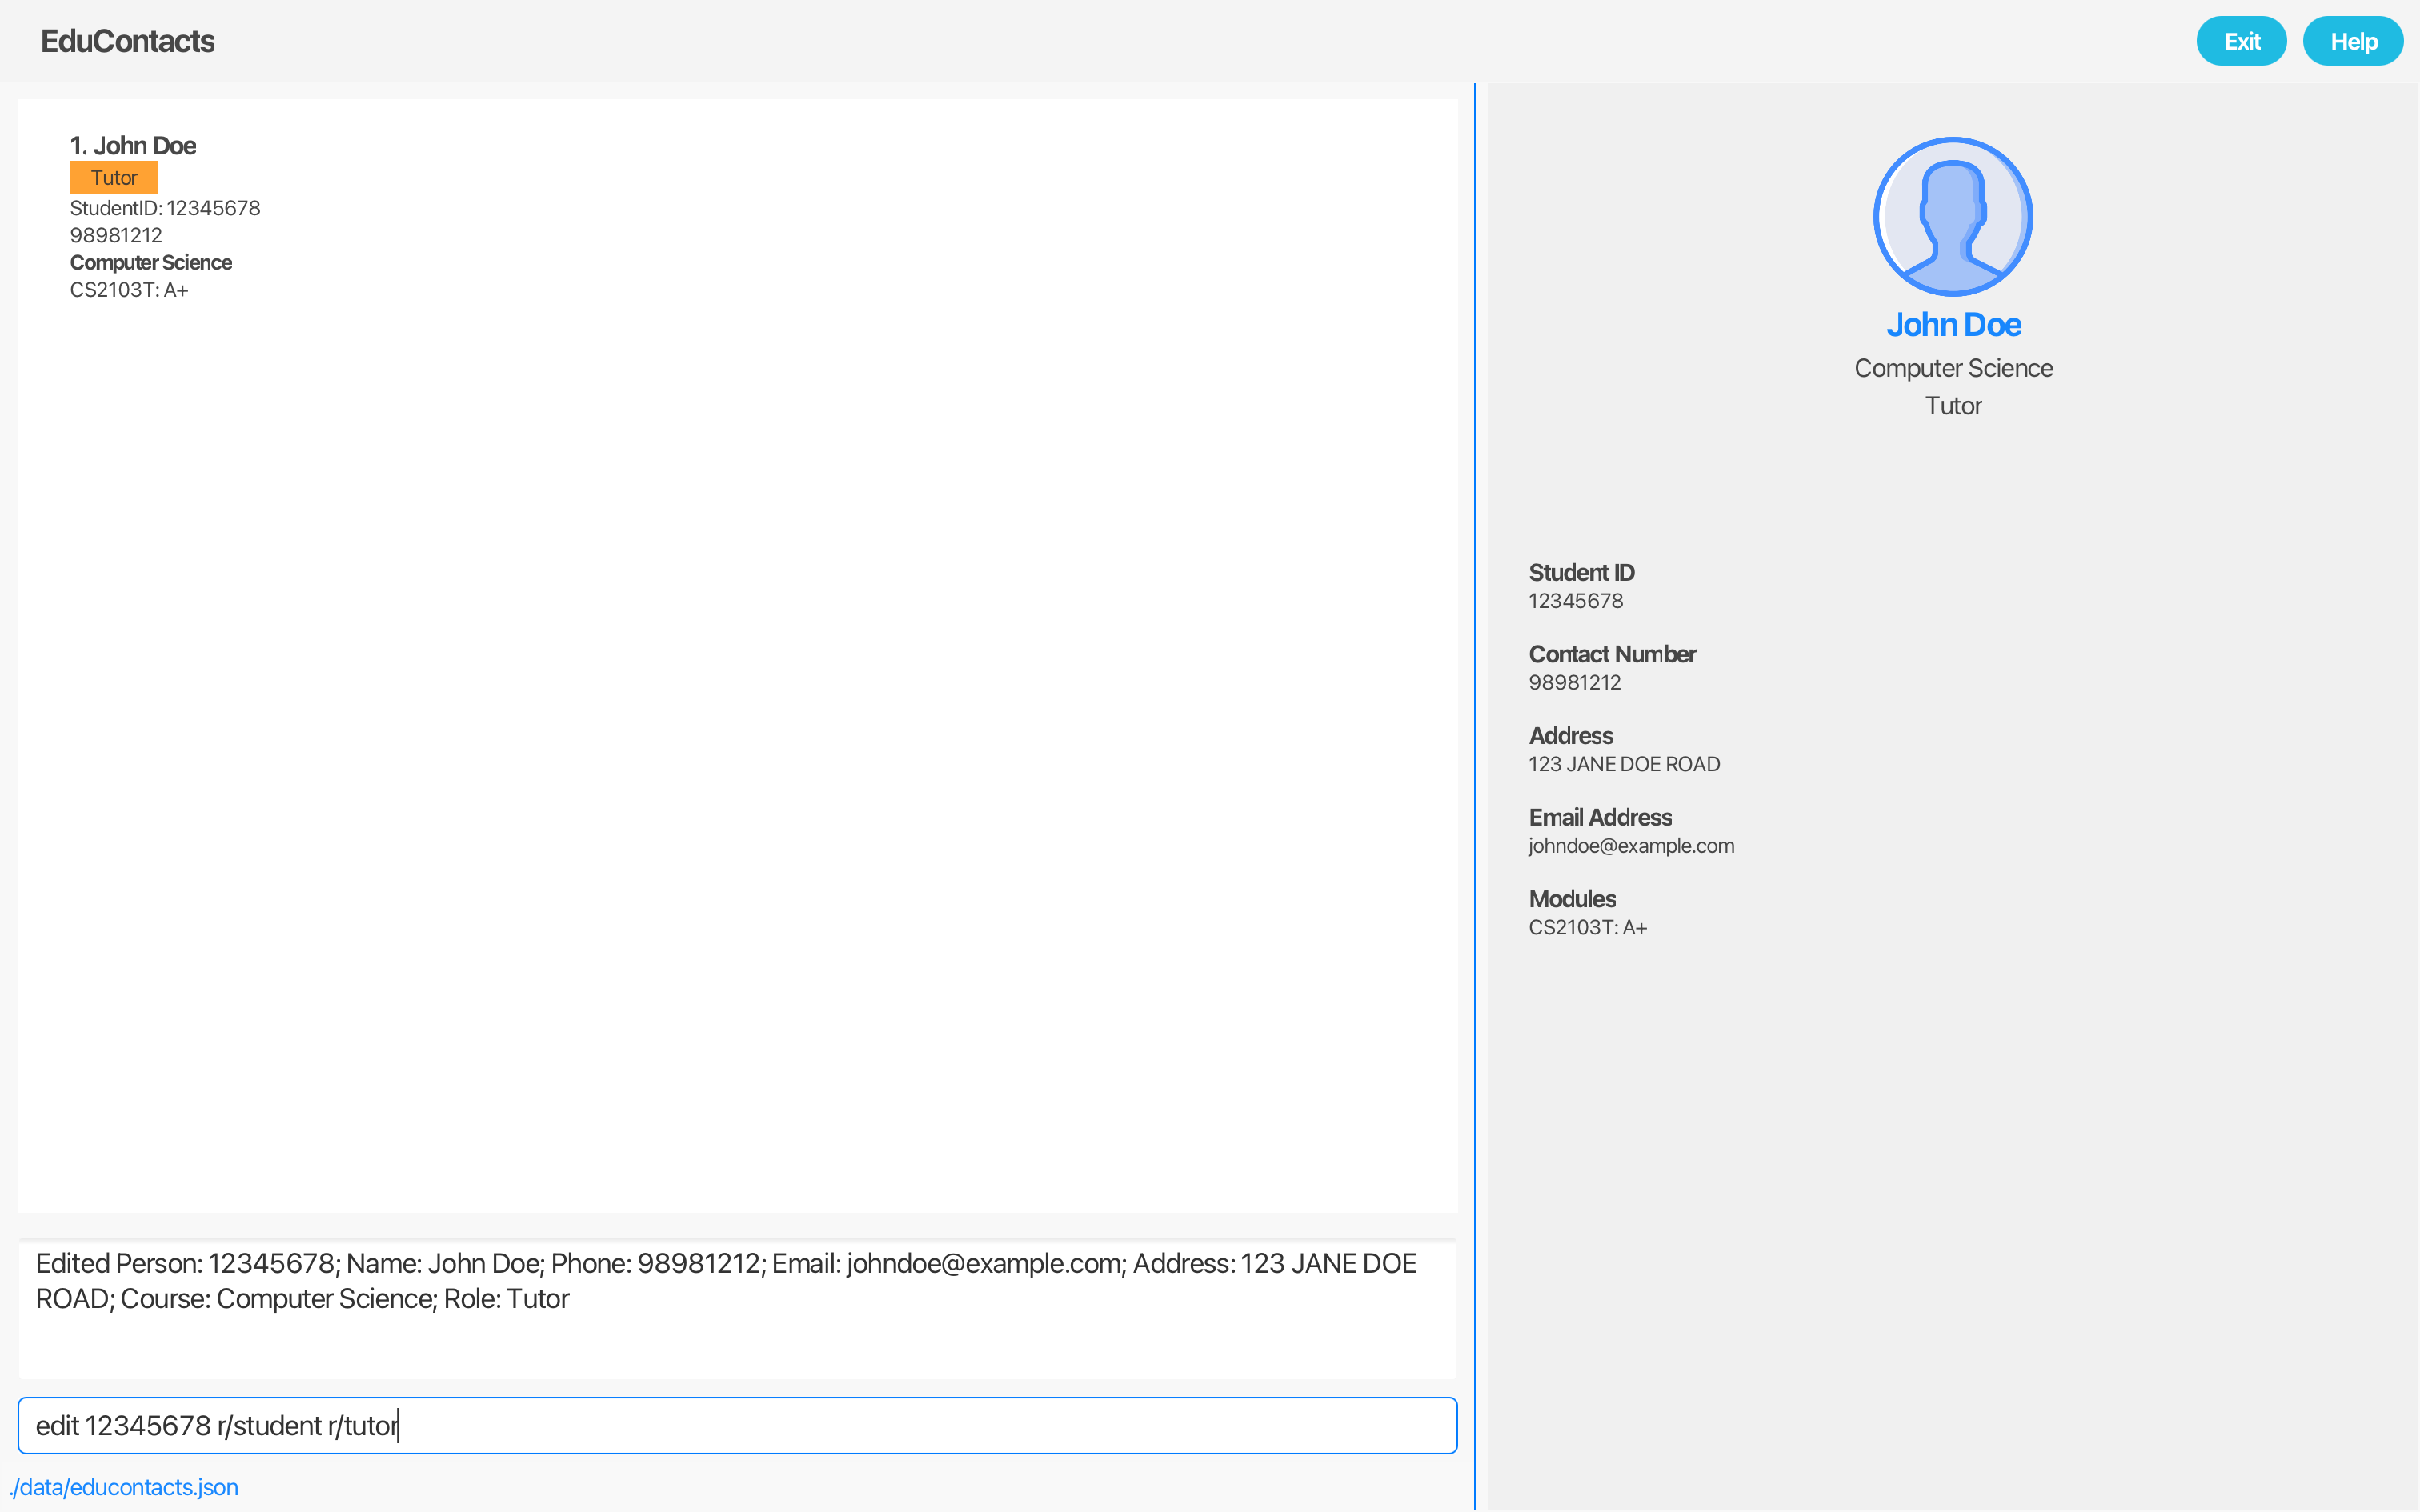 EduContacts
Exit
Help
1. John Doe
Tutor
StudentID: 12345678
98981212
Computer Science
CS2103T: A+
John Doe
Computer Science
Tutor
Student ID
12345678
Contact Number
98981212
Address
123 JANE DOE ROAD
Email Address
johndoe@example.com
Modules
CS2103T: A+
Edited Person: 12345678; Name: John Doe; Phone: 98981212; Email: johndoe@example.com; Address: 123 JANE DOE
ROAD; Course: Computer Science; Role: Tutor
edit 12345678 r/student r/tutor
./data/educontacts.json